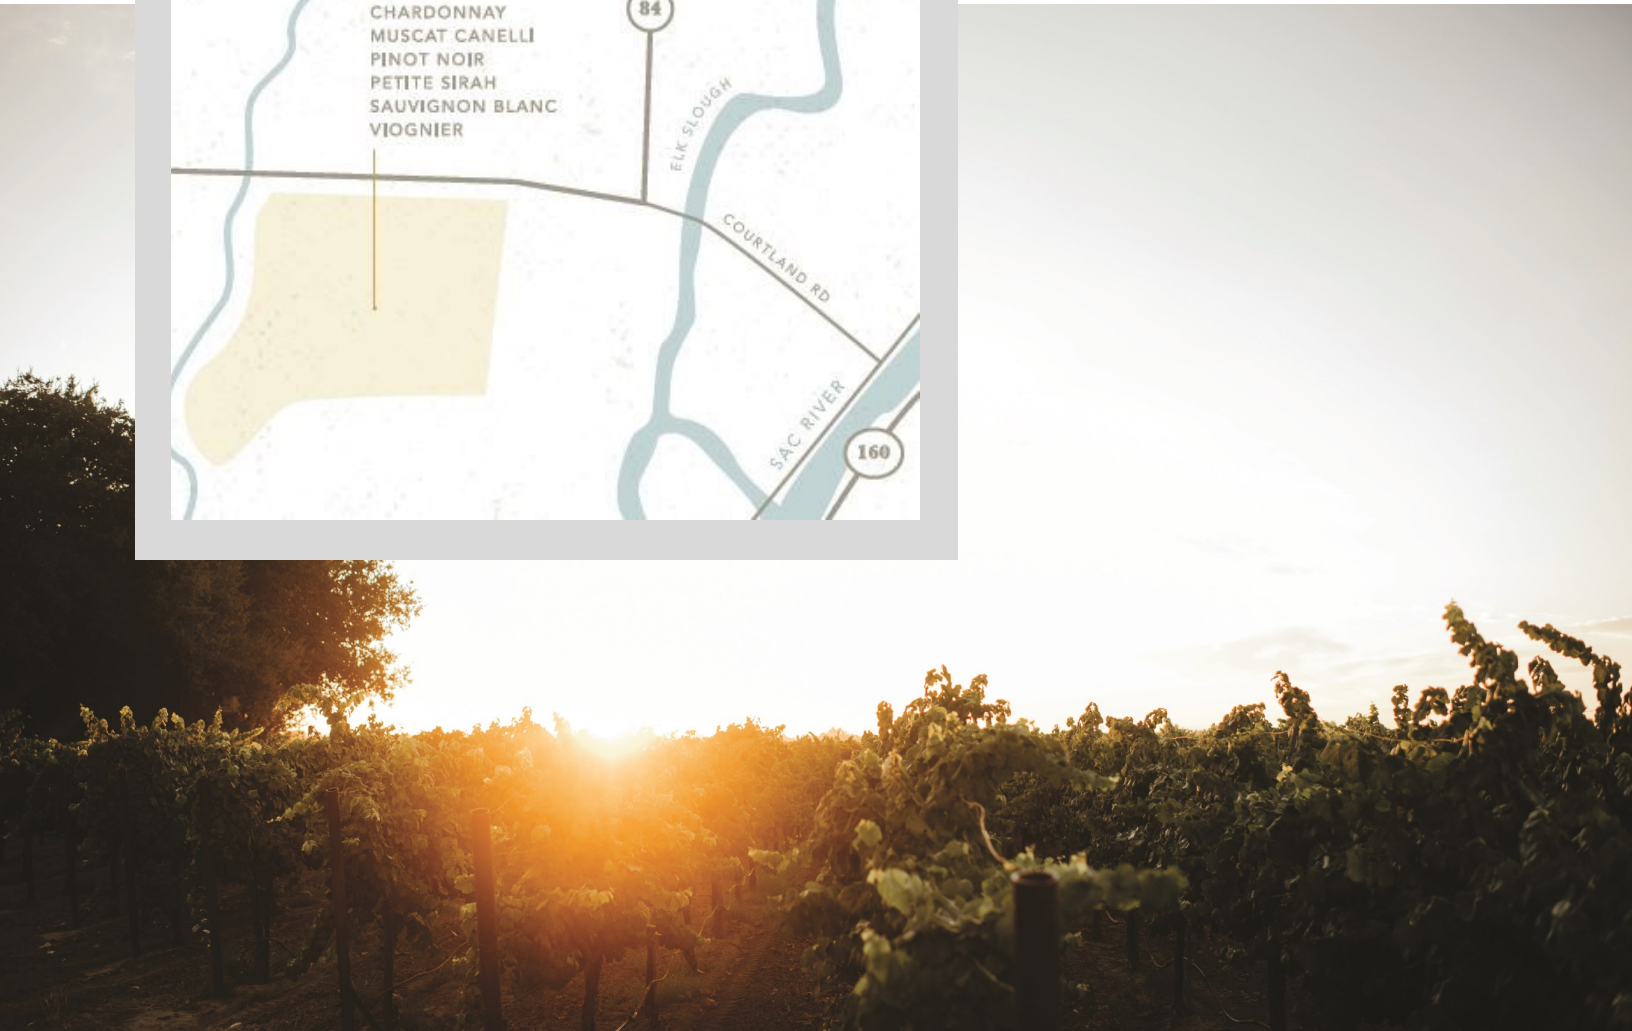 CHARDONNAY
MUSCAT CANELLI
PINOT NOIR
PETITE SIRAH
SAUVIGNON BLANC
VIOGNIER
84
ELK SLOUGH
COURTLAND RD
SAC RIVER
160